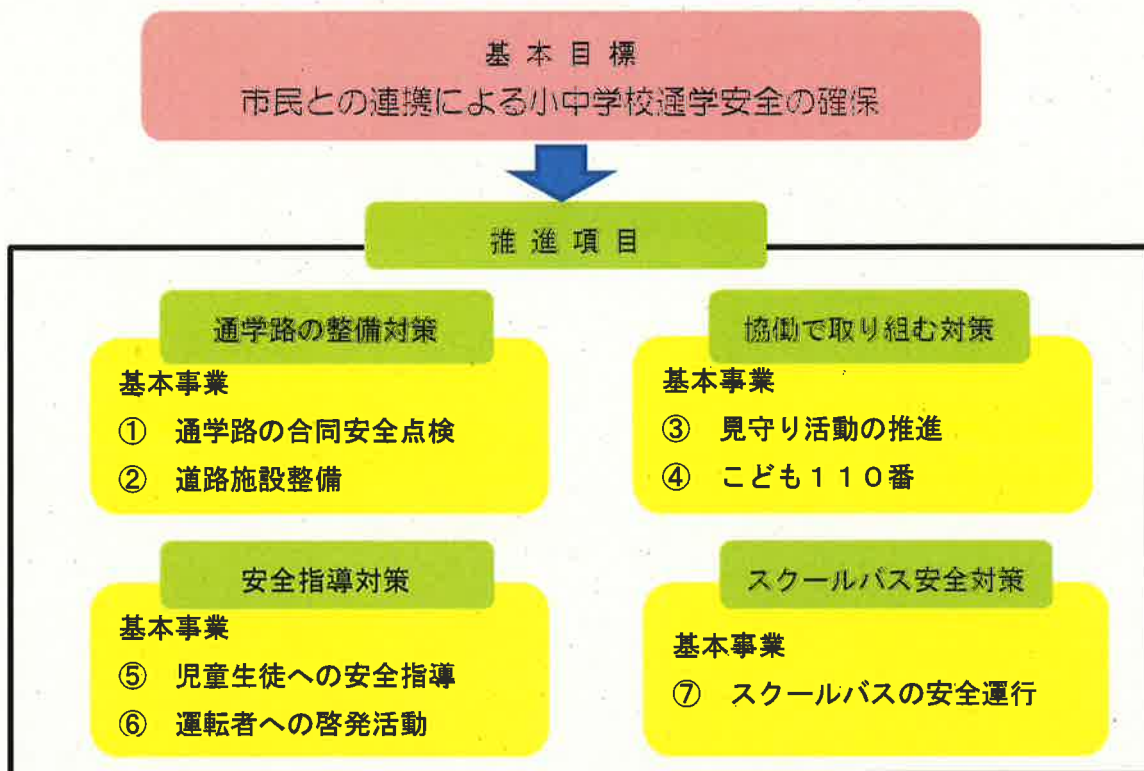 基本目標
市民との連携による小中学校通学安全の確保
推進項目
通学路の整備対策
基本事業
① 通学路の合同安全点検
② 道路施設整備
協働で取り組む対策
基本事業
③ 見守り活動の推進
④ こども１１０番
安全指導対策
基本事業
⑤ 児童生徒への安全指導
⑥ 運転者への啓発活動
スクールバス安全対策
基本事業
⑦ スクールバスの安全運行